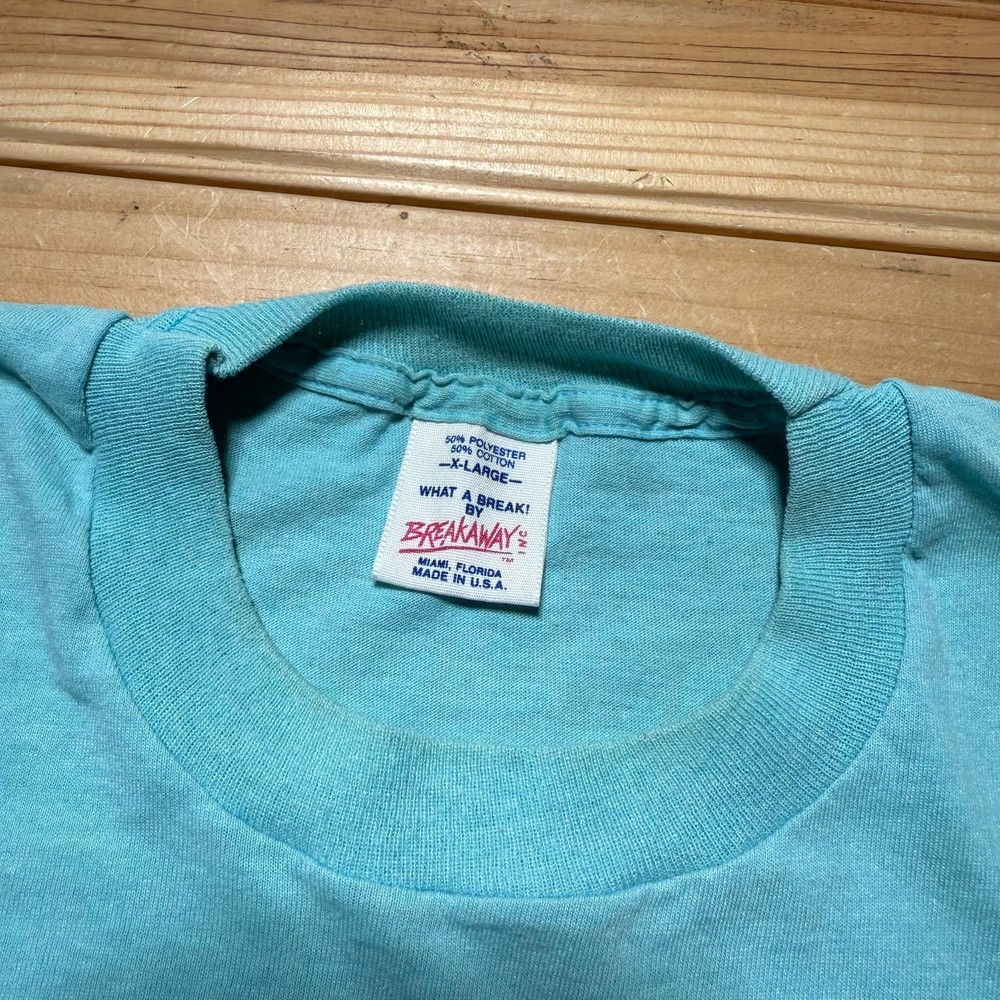 50% POLYESTER
50% COTTON
—X-LARGE—
WHAT A BREAK!
BY
BREAKAWAY INC
TM
MIAMI, FLORIDA
MADE IN U.S.A.